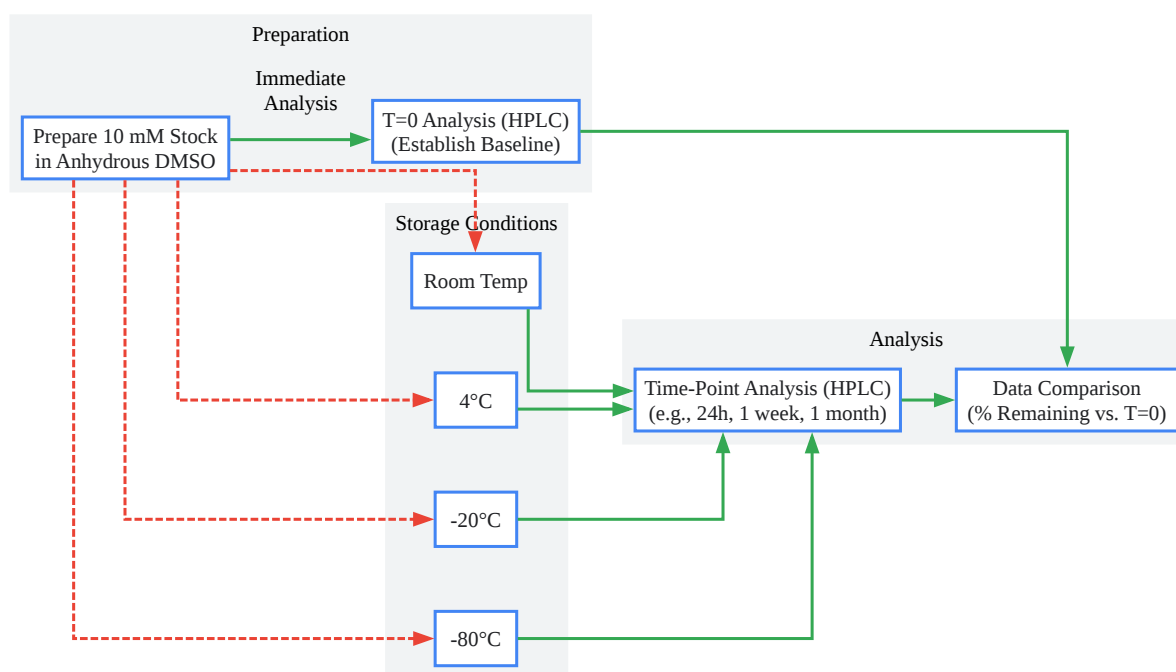 Preparation
Immediate
Analysis
Prepare 10 mM Stock
in Anhydrous DMSO
T=0 Analysis (HPLC)
(Establish Baseline)
Storage Conditions
Room Temp
4°C
-20°C
-80°C
Analysis
Time-Point Analysis (HPLC)
(e.g., 24h, 1 week, 1 month)
Data Comparison
(% Remaining vs. T=0)